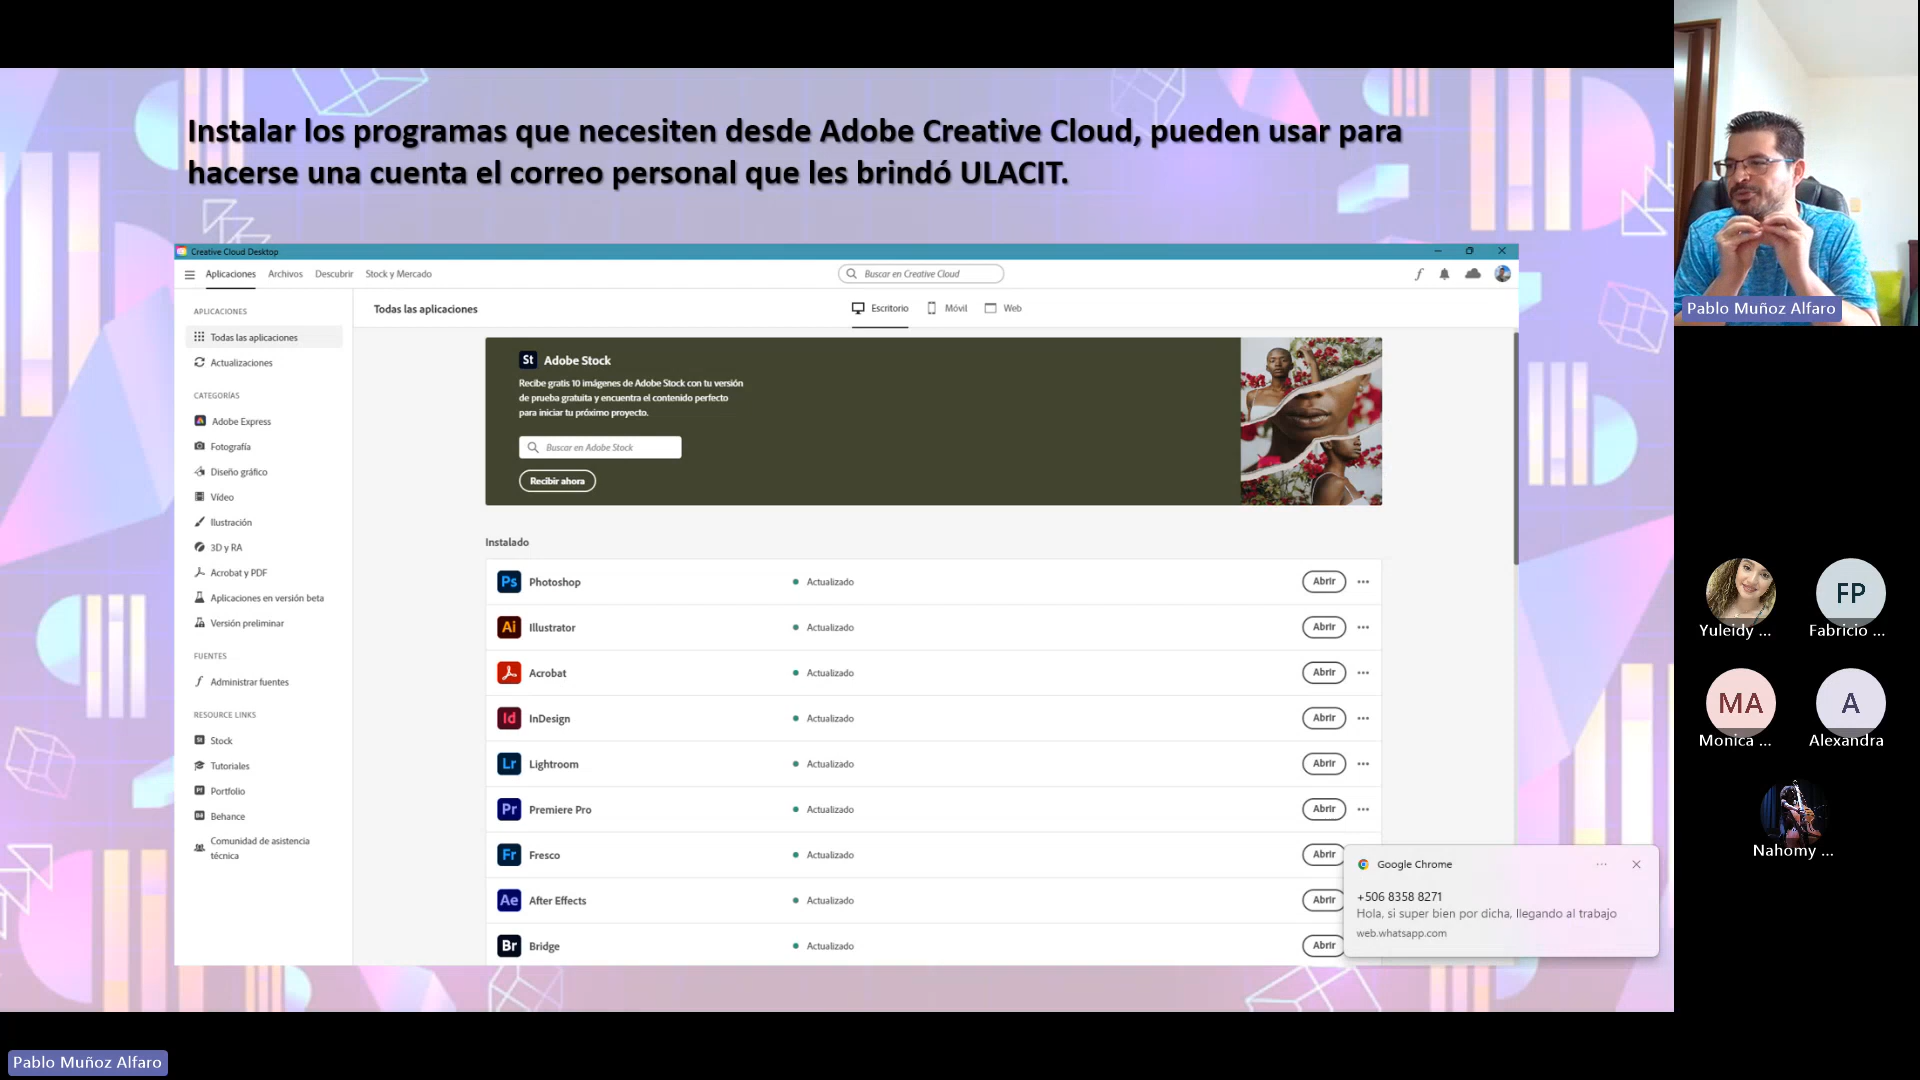 Instalar los programas que necesiten desde Adobe Creative Cloud, pueden usar para
hacerse una cuenta el correo personal que les brindó ULACIT.
Creative Cloud Desktop
Aplicaciones
Archivos
Descubrir
Stock y Mercado
Buscar en Creative Cloud
APLICACIONES
Todas las aplicaciones
Actualizaciones
CATEGORÍAS
Adobe Express
Fotografía
Diseño gráfico
Vídeo
Ilustración
3D y RA
Acrobat y PDF
Aplicaciones en versión beta
Versión preliminar
FUENTES
Administrar fuentes
RESOURCE LINKS
St Stock
Tutoriales
Pf Portfolio
Bē Behance
Comunidad de asistencia
técnica
Todas las aplicaciones
Escritorio
Móvil
Web
St Adobe Stock
Recibe gratis 10 imágenes de Adobe Stock con tu versión
de prueba gratuita y encuentra el contenido perfecto
para iniciar tu próximo proyecto.
Buscar en Adobe Stock
Recibir ahora
Instalado
Ps Photoshop Actualizado Abrir
Ai Illustrator Actualizado Abrir
Acrobat Actualizado Abrir
Id InDesign Actualizado Abrir
Lr Lightroom Actualizado Abrir
Pr Premiere Pro Actualizado Abrir
Fr Fresco Actualizado Abrir
Ae After Effects Actualizado Abrir
Br Bridge Actualizado Abrir
Google Chrome
+506 8358 8271
Hola, si super bien por dicha, llegando al trabajo
web.whatsapp.com
Pablo Muñoz Alfaro
Yuleidy ...
FP
Fabricio ...
MA
Monica ...
A
Alexandra
Nahomy ...
Pablo Muñoz Alfaro